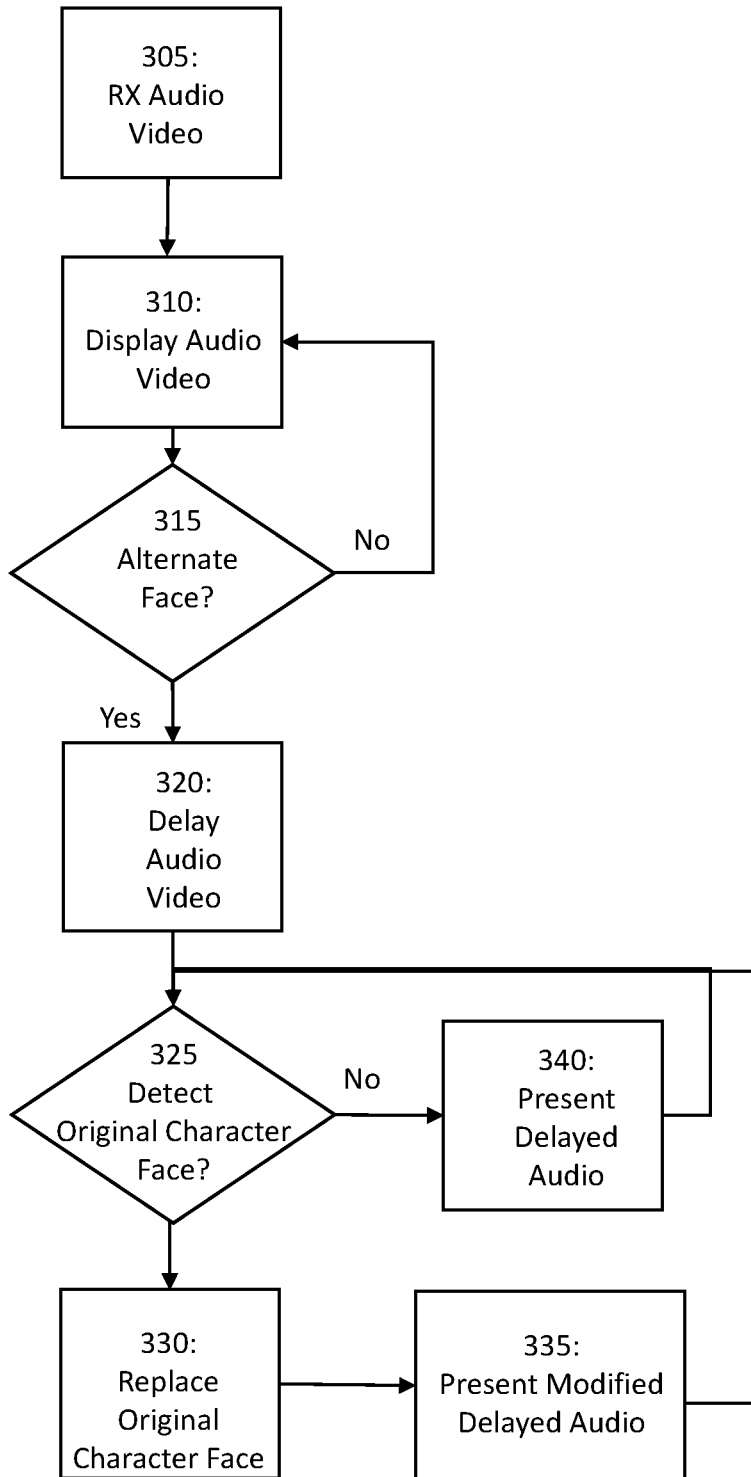 305:
RX Audio
Video
310:
Display Audio
Video
315
Alternate
Face?
No
Yes
320:
Delay
Audio
Video
325
Detect
Original Character
Face?
No
340:
Present
Delayed
Audio
330:
Replace
Original
Character Face
335:
Present Modified
Delayed Audio